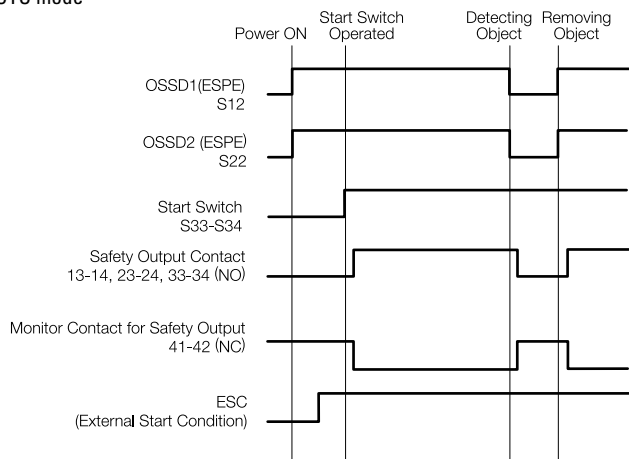 Start Switch
Operated
Detecting
Object
Removing
Object
Power ON
OSSD1(ESPE)
S12
OSSD2 (ESPE)
S22
Start Switch
S33-S34
Safety Output Contact
13-14, 23-24, 33-34 (NO)
Monitor Contact for Safety Output
41-42 (NC)
ESC
(External Start Condition)